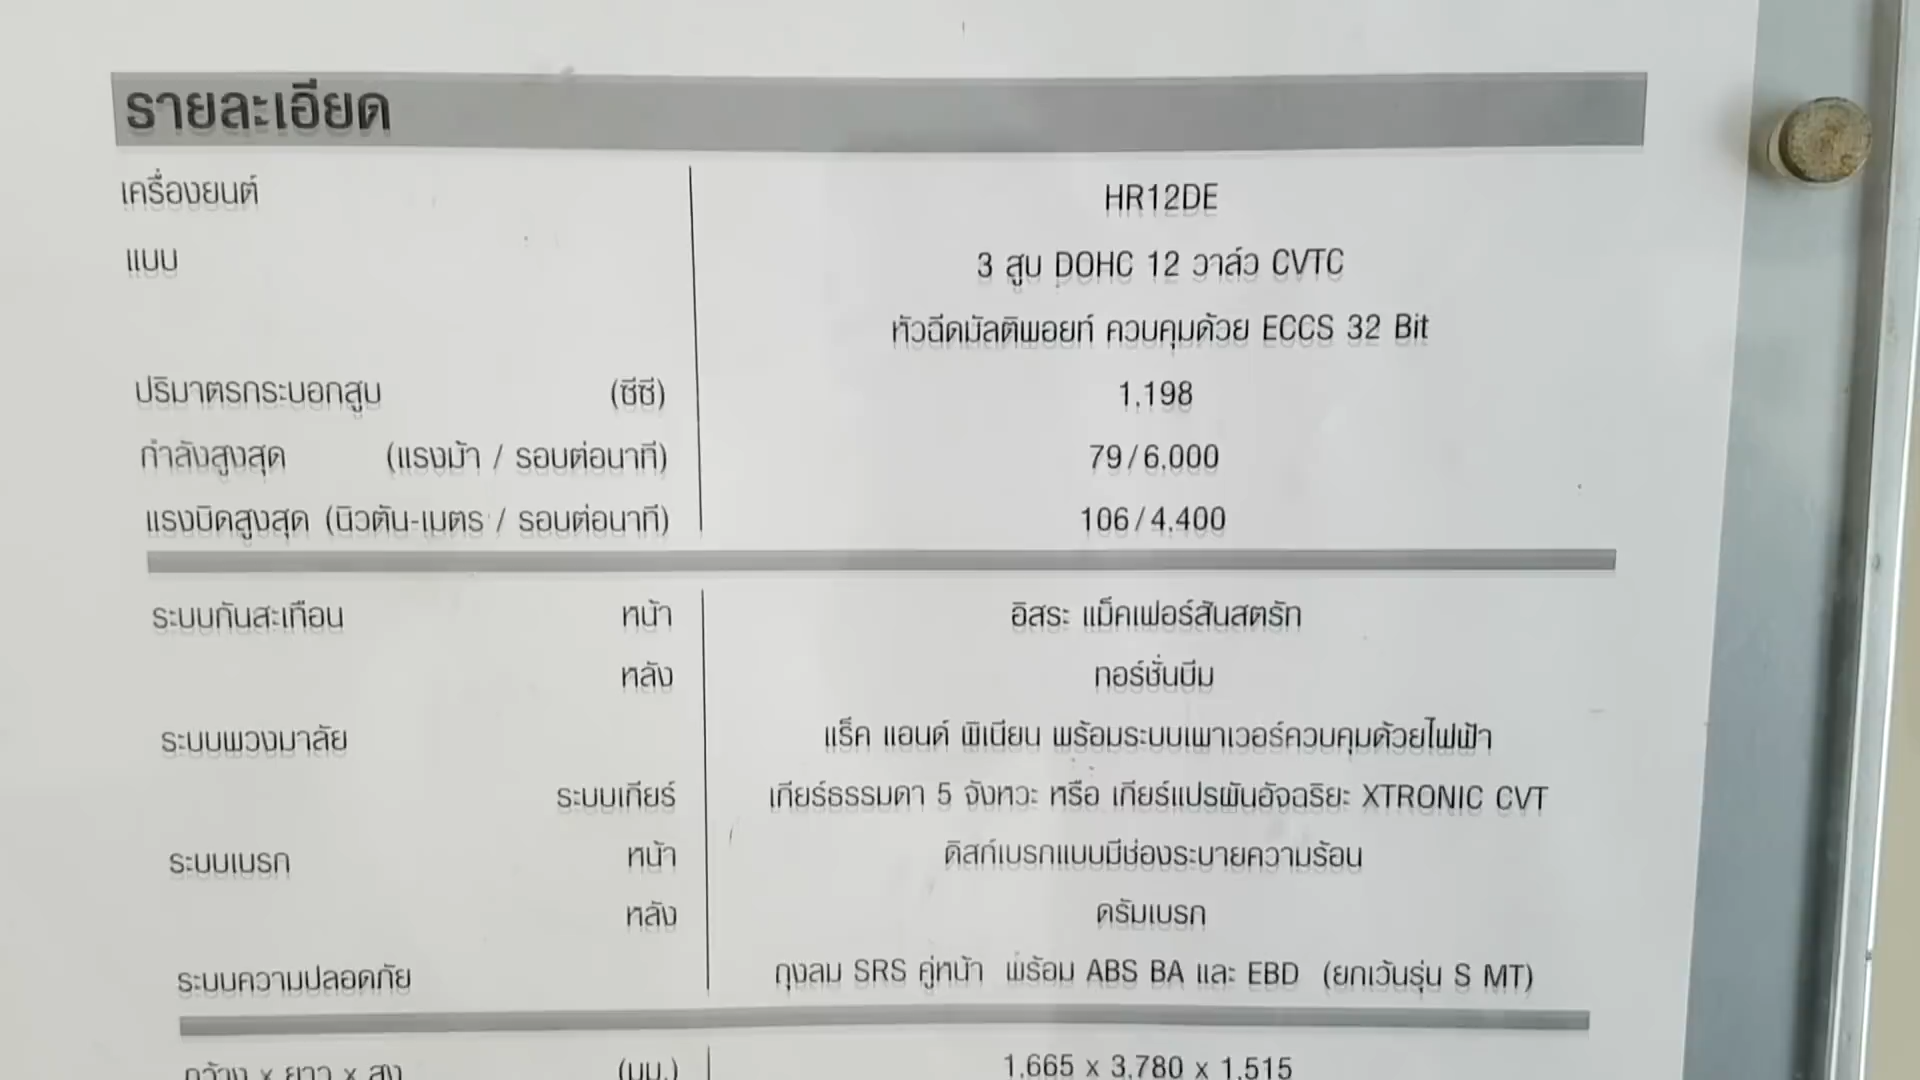 รายละเอียด
เครื่องยนต์ HR12DE
แบบ 3 สูบ DOHC 12 วาล์ว CVTC
หัวฉีดมัลติพอยท์ ควบคุมด้วย ECCS 32 Bit
ปริมาตรกระบอกสูบ (ซีซี) 1,198
กำลังสูงสุด (แรงม้า / รอบต่อนาที) 79/6,000
แรงบิดสูงสุด (นิวตัน-เมตร / รอบต่อนาที) 106/4,400
ระบบกันสะเทือน หน้า อิสระ แม็คเฟอร์สันสตรัท
หลัง ทอร์ชั่นบีม
ระบบพวงมาลัย แร็ค แอนด์ พิเนียน พร้อมระบบเพาเวอร์ควบคุมด้วยไฟฟ้า
ระบบเกียร์ เกียร์ธรรมดา 5 จังหวะ หรือ เกียร์แปรผันอัจฉริยะ XTRONIC CVT
ระบบเบรก หน้า ดิสก์เบรกแบบมีช่องระบายความร้อน
หลัง ดรัมเบรก
ระบบความปลอดภัย ถุงลม SRS คู่หน้า พร้อม ABS BA และ EBD (ยกเว้นรุ่น S MT)
กว้าง x ยาว x สูง (มม.) 1,665 x 3,780 x 1,515